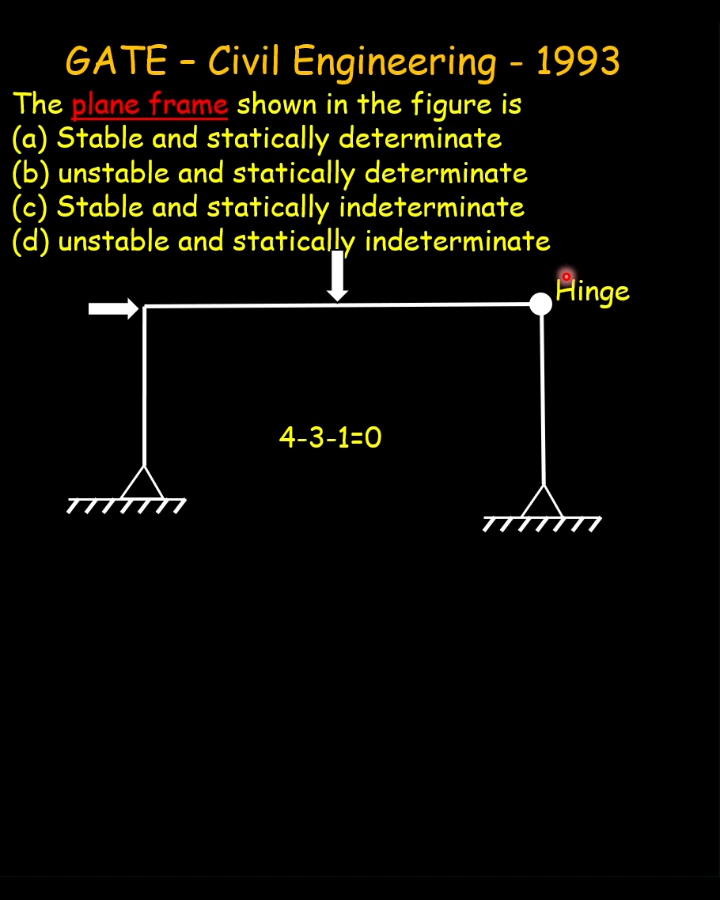 GATE – Civil Engineering - 1993
The plane frame shown in the figure is
(a) Stable and statically determinate
(b) unstable and statically determinate
(c) Stable and statically indeterminate
(d) unstable and statically indeterminate
Hinge
4-3-1=0